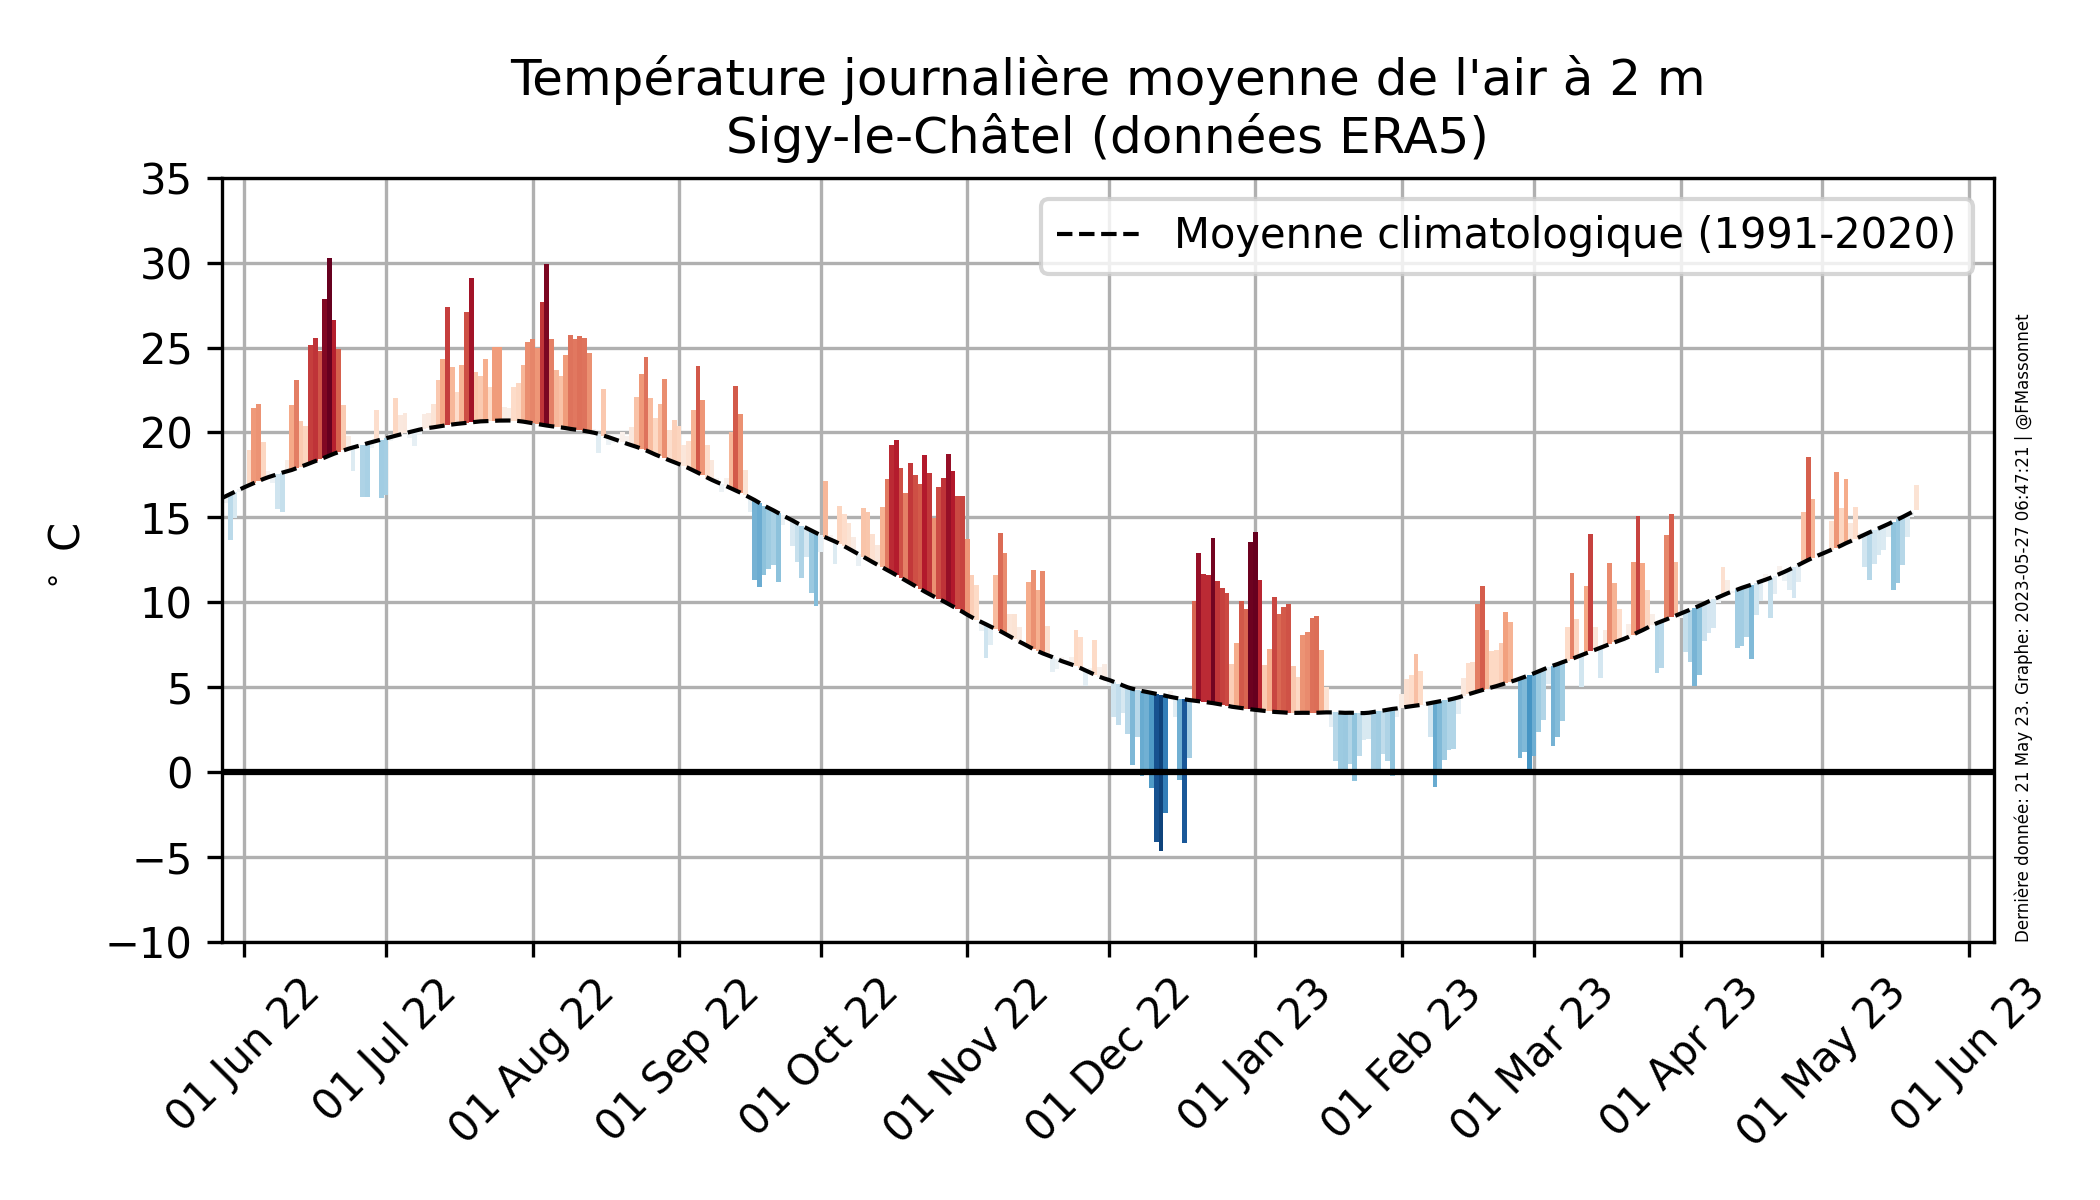 Température journalière moyenne de l'air à 2 m
Sigy-le-Châtel (données ERA5)
Moyenne climatologique (1991-2020)
35
30
25
20
15
10
5
0
−5
−10
° C
01 Jun 22
01 Jul 22
01 Aug 22
01 Sep 22
01 Oct 22
01 Nov 22
01 Dec 22
01 Jan 23
01 Feb 23
01 Mar 23
01 Apr 23
01 May 23
01 Jun 23
Dernière donnée: 21 May 23. Graphe: 2023-05-27 06:47:21 | @FMassonnet